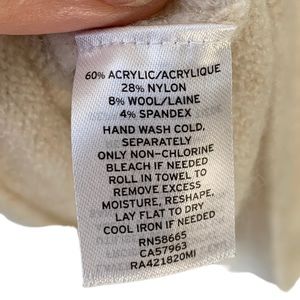 60% ACRYLIC/ACRYLIQUE
28% NYLON
8% WOOL/LAINE
4% SPANDEX
HAND WASH COLD,
SEPARATELY
ONLY NON-CHLORINE
BLEACH IF NEEDED
ROLL IN TOWEL TO
REMOVE EXCESS
MOISTURE, RESHAPE,
LAY FLAT TO DRY
COOL IRON IF NEEDED
RN58665
CA57963
RA421820MI